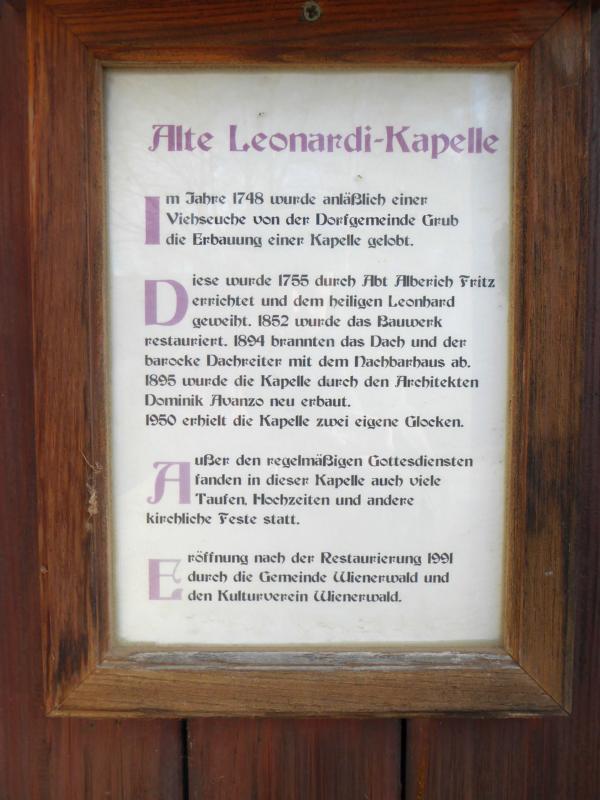 Alte Leonardi-Kapelle
Im Jahre 1748 wurde anläßlich einer
Viehseuche von der Dorfgemeinde Grub
die Erbauung einer Kapelle gelobt.
Diese wurde 1755 durch Abt Alberich Fritz
errichtet und dem heiligen Leonhard
geweiht. 1852 wurde das Bauwerk
restauriert. 1894 brannten das Dach und der
barocke Dachreiter mit dem Nachbarhaus ab.
1895 wurde die Kapelle durch den Architekten
Dominik Avanzo neu erbaut.
1950 erhielt die Kapelle zwei eigene Glocken.
Außer den regelmäßigen Gottesdiensten
fanden in dieser Kapelle auch viele
Taufen, Hochzeiten und andere
kirchliche Feste statt.
Eröffnung nach der Restaurierung 1991
durch die Gemeinde Wienerwald und
den Kulturverein Wienerwald.